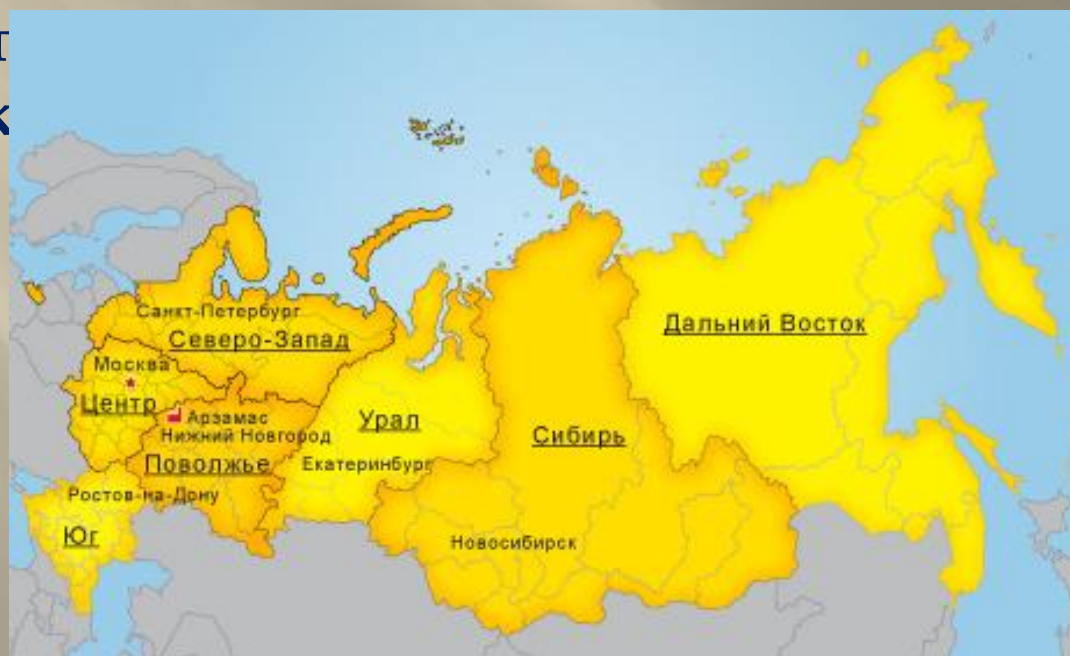 Санкт-Петербург
Северо-Запад
Москва
Центр
Арзамас
Нижний Новгород
Поволжье
Ростов-на-Дону
Юг
Урал
Екатеринбург
Сибирь
Новосибирск
Дальний Восток